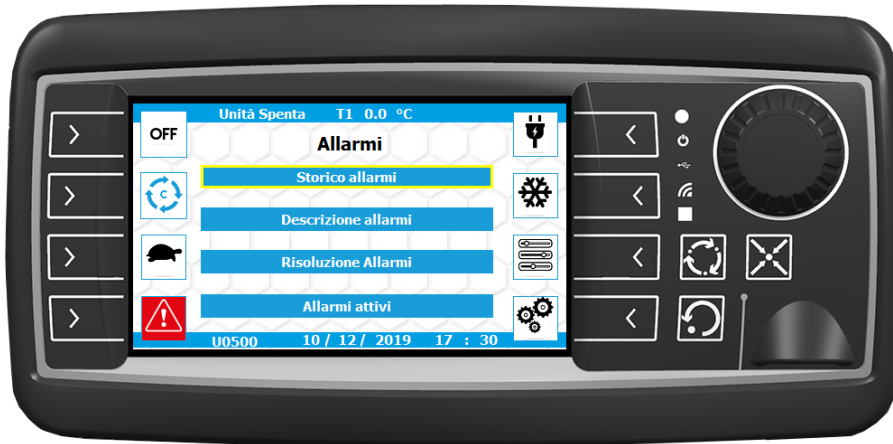 Unità Spenta T1 0.0 °C
OFF
Allarmi
Storico allarmi
C
Descrizione allarmi
Risoluzione Allarmi
Allarmi attivi
U0500 10 / 12 / 2019 17 : 30